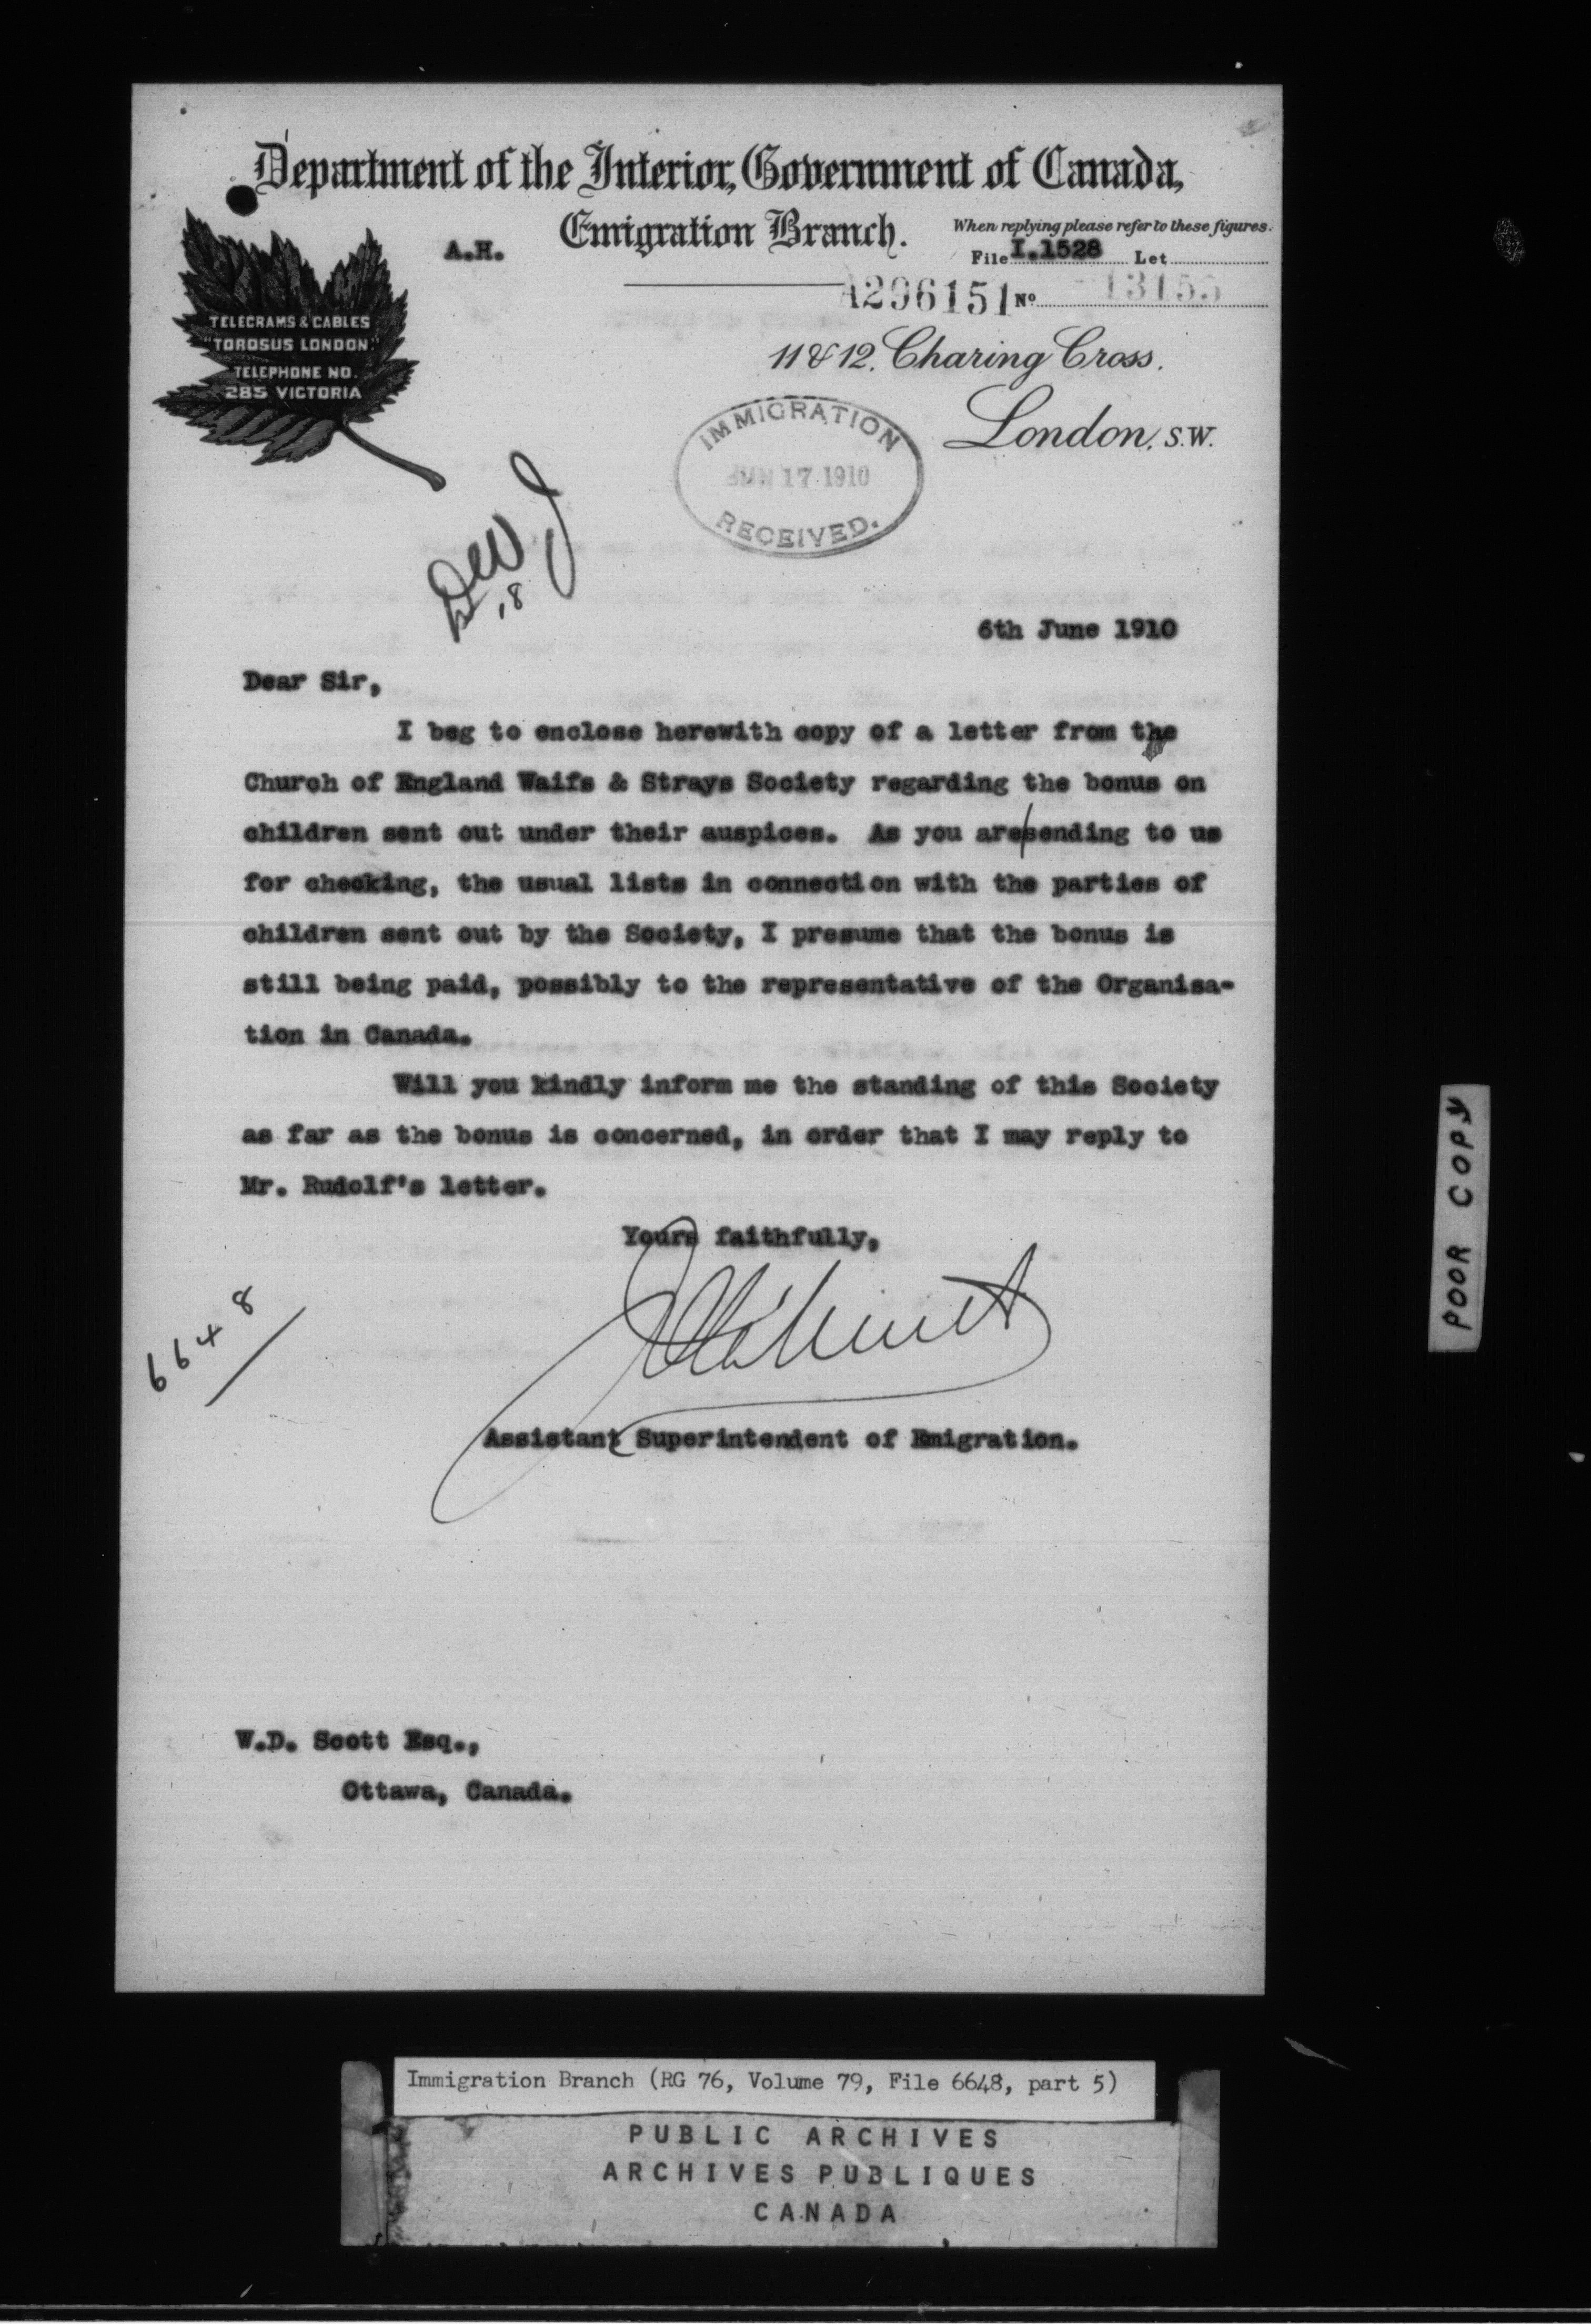 Department of the Interior, Government of Canada,
Emigration Branch.
When replying please refer to these figures.
A.H.
File I.1528 Let
A296151 No 13155
TELEGRAMS & CABLES
"TOROSUS LONDON."
TELEPHONE NO.
285 VICTORIA
11 & 12. Charing Cross.
London, S.W.
IMMIGRATION
JUN 17 1910
RECEIVED.
6th June 1910
Dear Sir,
I beg to enclose herewith copy of a letter from the
Church of England Waifs & Strays Society regarding the bonus on
children sent out under their auspices. As you are/sending to us
for checking, the usual lists in connection with the parties of
children sent out by the Society, I presume that the bonus is
still being paid, possibly to the representative of the Organisa-
tion in Canada.
Will you kindly inform me the standing of this Society
as far as the bonus is concerned, in order that I may reply to
Mr. Rudolf's letter.
Yours faithfully,
6648
Assistant Superintendent of Emigration.
W.D. Scott Esq.,
Ottawa, Canada.
POOR COPY
Immigration Branch (RG 76, Volume 79, File 6648, part 5)
PUBLIC ARCHIVES
ARCHIVES PUBLIQUES
CANADA